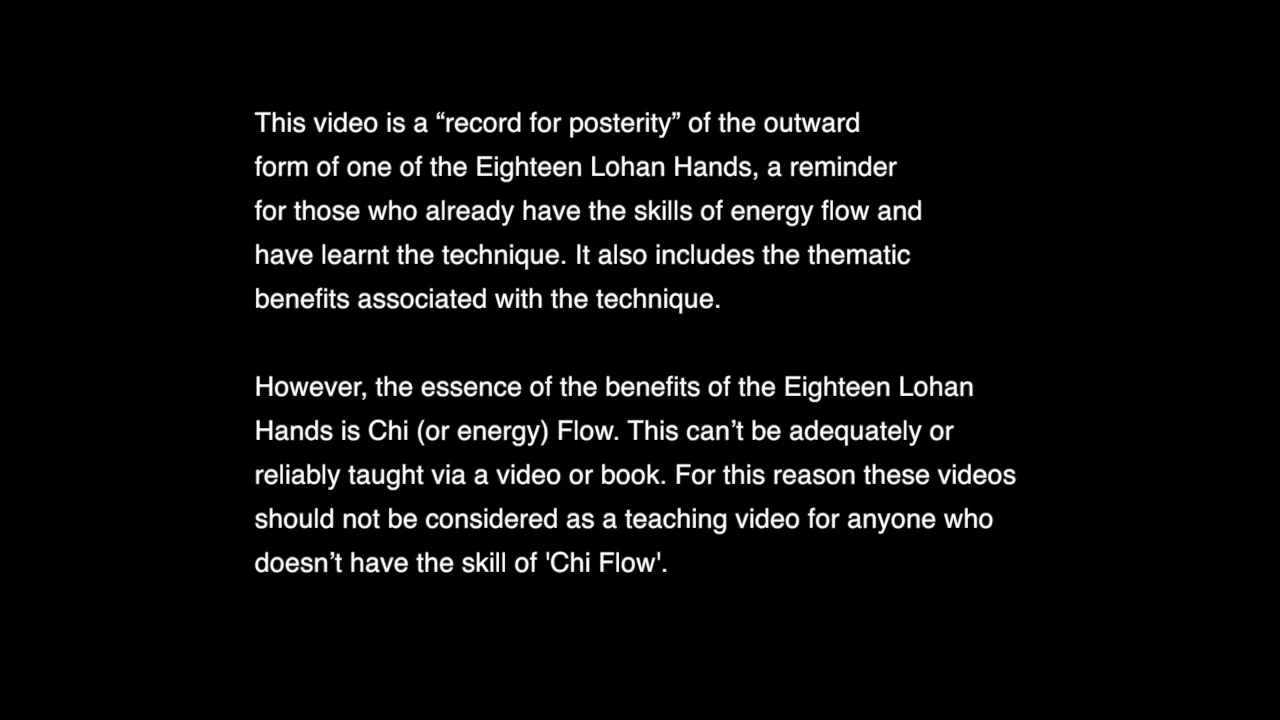 This video is a “record for posterity” of the outward
form of one of the Eighteen Lohan Hands, a reminder
for those who already have the skills of energy flow and
have learnt the technique. It also includes the thematic
benefits associated with the technique.
However, the essence of the benefits of the Eighteen Lohan
Hands is Chi (or energy) Flow. This can’t be adequately or
reliably taught via a video or book. For this reason these videos
should not be considered as a teaching video for anyone who
doesn’t have the skill of 'Chi Flow'.